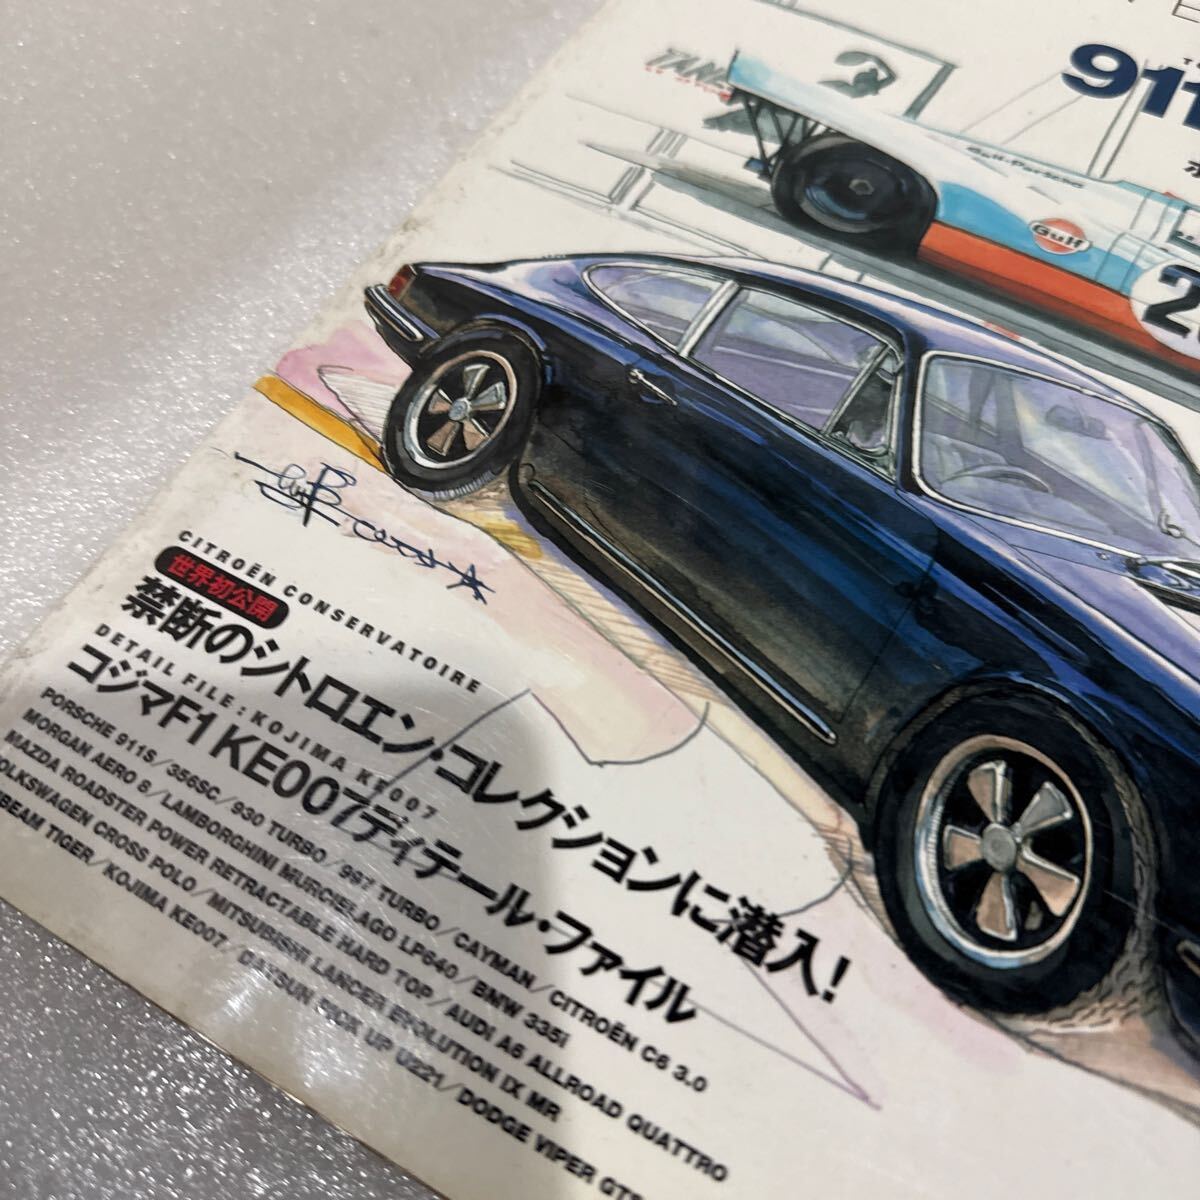 911
Gulf-Porsche
Gulf
2
CITROËN CONSERVATOIRE
世界初公開
禁断のシトロエン・コレクションに潜入!
DETAIL FILE : KOJIMA KE007
コジマF1 KE007ディテール・ファイル
PORSCHE 911S/356SC/930 TURBO/997 TURBO/CAYMAN/CITROËN C6 3.0
MORGAN AERO 8/LAMBORGHINI MURCIELAGO LP640/BMW 335i
MAZDA ROADSTER POWER RETRACTABLE HARD TOP/AUDI A6 ALLROAD QUATTRO
OLKSWAGEN CROSS POLO/MITSUBISHI LANCER EVOLUTION IX MR
BEAM TIGER/KOJIMA KE007/DATSUN PICK UP U221/DODGE VIPER GTS